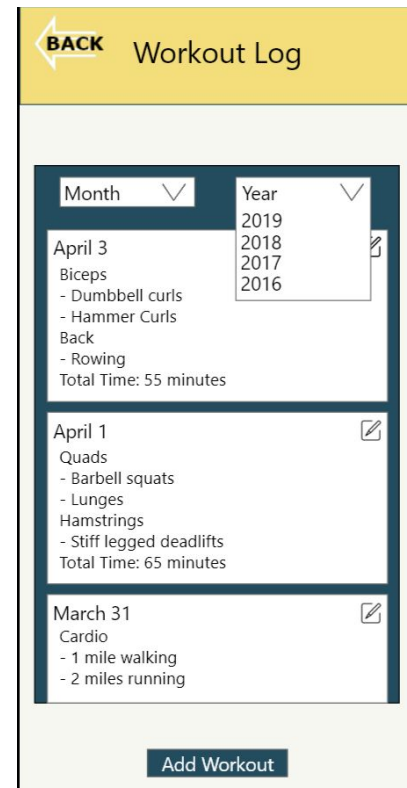 BACK
Workout Log
Month
Year
2019
2018
2017
2016
April 3
Biceps
- Dumbbell curls
- Hammer Curls
Back
- Rowing
Total Time: 55 minutes
April 1
Quads
- Barbell squats
- Lunges
Hamstrings
- Stiff legged deadlifts
Total Time: 65 minutes
March 31
Cardio
- 1 mile walking
- 2 miles running
Add Workout